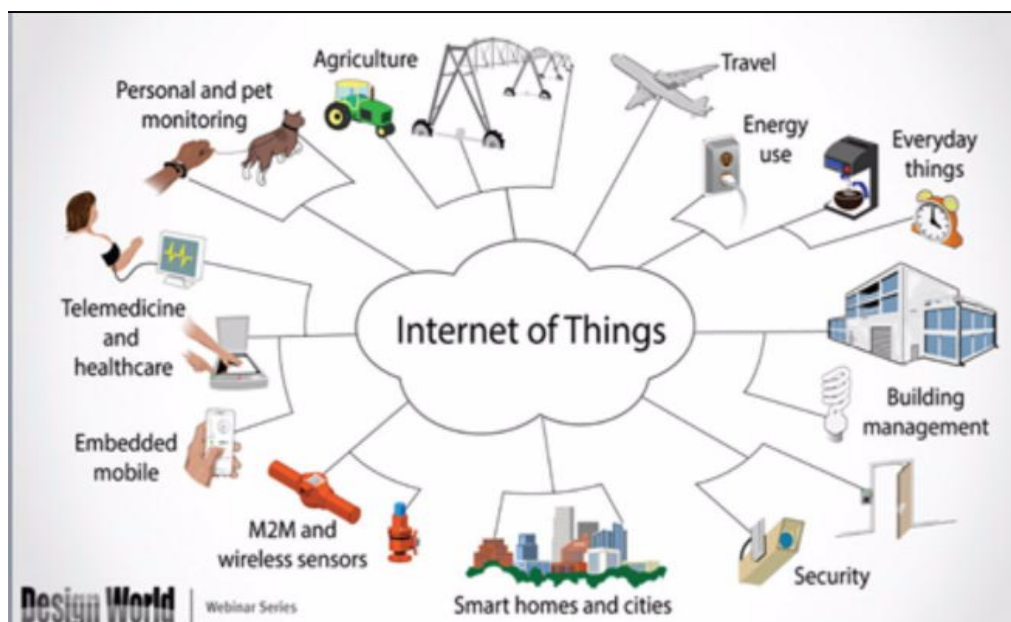 Agriculture
Travel
Personal and pet
monitoring
Energy
use
Everyday
things
Telemedicine
and
healthcare
Internet of Things
Building
management
Embedded
mobile
M2M and
wireless sensors
Security
Smart homes and cities
Design World
Webinar Series